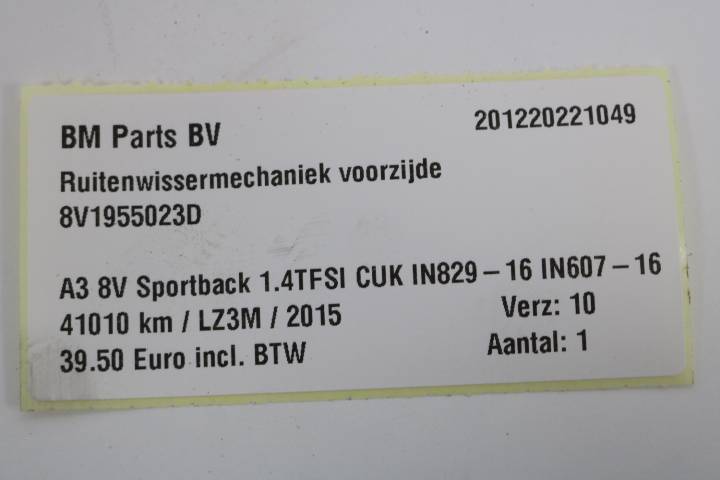 BM Parts BV 201220221049
Ruitenwissermechaniek voorzijde
8V1955023D
A3 8V Sportback 1.4TFSI CUK IN829 – 16 IN607 – 16
41010 km / LZ3M / 2015 Verz: 10
39.50 Euro incl. BTW Aantal: 1